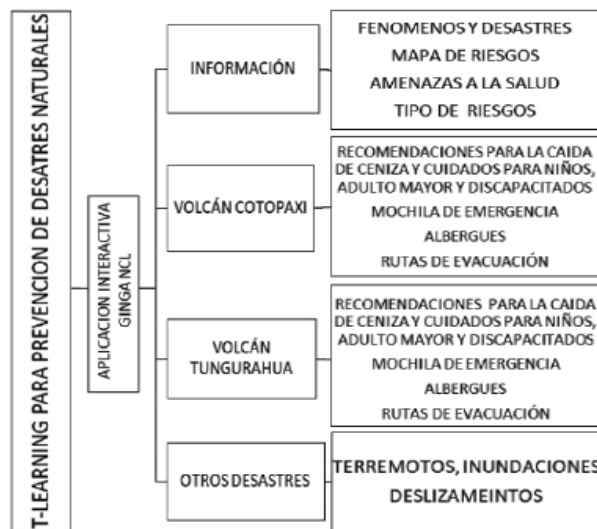 T-LEARNING PARA PREVENCION DE DESATRES NATURALES
APLICACION INTERACTIVA
GINGA NCL
INFORMACIÓN
FENOMENOS Y DESASTRES
MAPA DE RIESGOS
AMENAZAS A LA SALUD
TIPO DE RIESGOS
VOLCÁN COTOPAXI
RECOMENDACIONES PARA LA CAIDA
DE CENIZA Y CUIDADOS PARA NIÑOS,
ADULTO MAYOR Y DISCAPACITADOS
MOCHILA DE EMERGENCIA
ALBERGUES
RUTAS DE EVACUACIÓN
VOLCÁN
TUNGURAHUA
RECOMENDACIONES PARA LA CAIDA
DE CENIZA Y CUIDADOS PARA NIÑOS,
ADULTO MAYOR Y DISCAPACITADOS
MOCHILA DE EMERGENCIA
ALBERGUES
RUTAS DE EVACUACIÓN
OTROS DESASTRES
TERREMOTOS, INUNDACIONES
DESLIZAMEINTOS